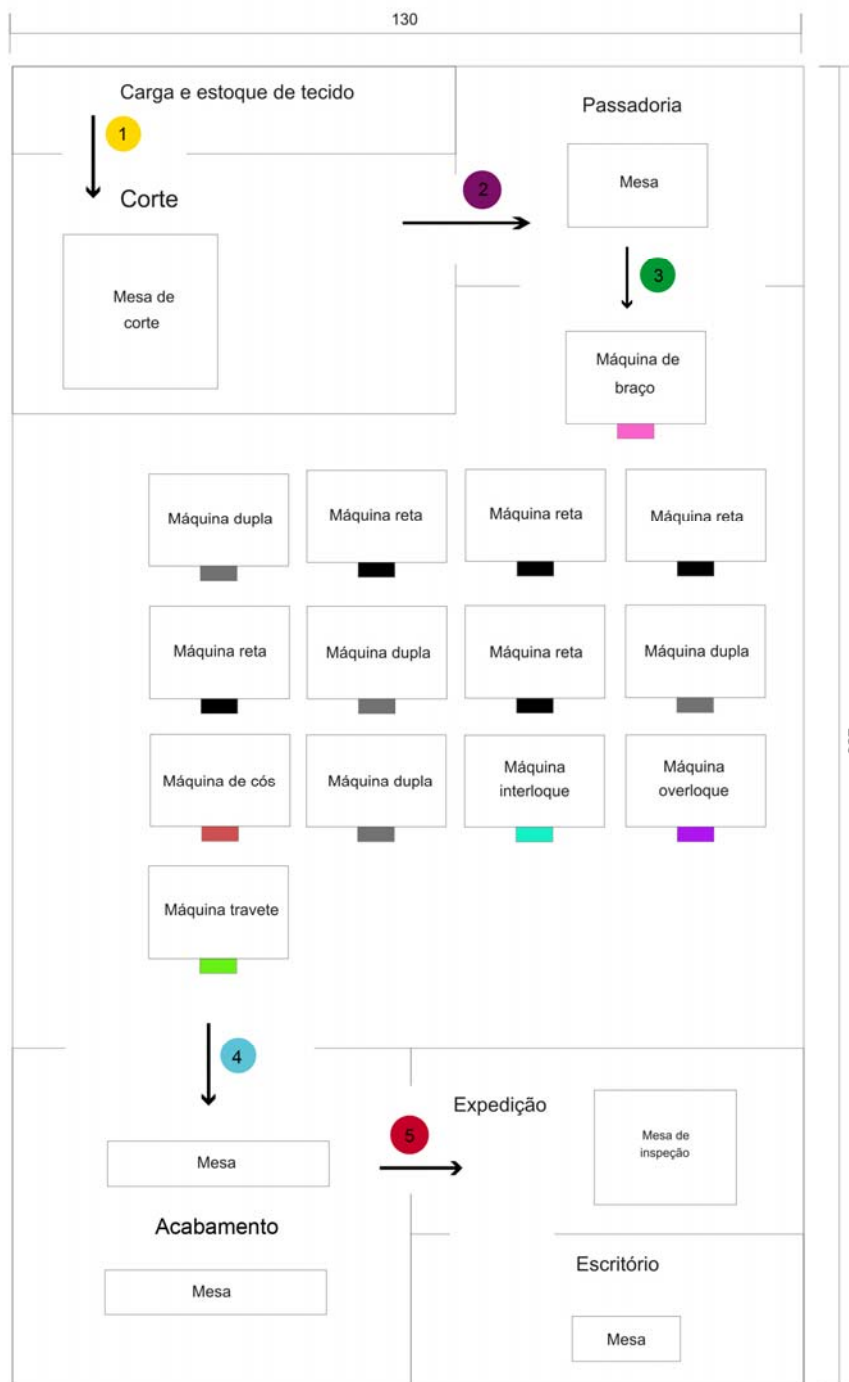 130
Carga e estoque de tecido
Passadoria
1
Mesa
2
Corte
3
Mesa de
corte
Máquina de
braço
Máquina dupla
Máquina reta
Máquina reta
Máquina reta
Máquina reta
Máquina dupla
Máquina reta
Máquina dupla
Máquina de cós
Máquina dupla
Máquina
interloque
Máquina
overloque
Máquina travete
4
Expedição
5
Mesa de
inspeção
Mesa
Acabamento
Mesa
Escritório
Mesa